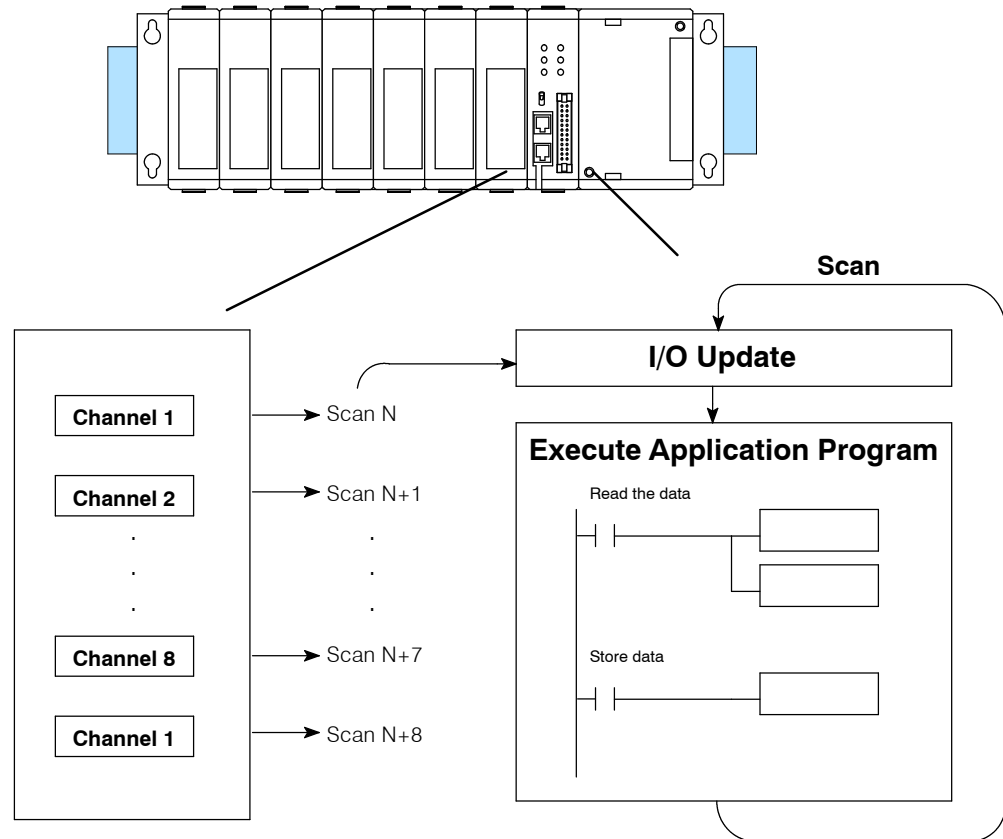 Scan
I/O Update
Execute Application Program
Read the data
Store data
Channel 1
Scan N
Channel 2
Scan N+1
.
.
.
.
.
.
Channel 8
Scan N+7
Channel 1
Scan N+8